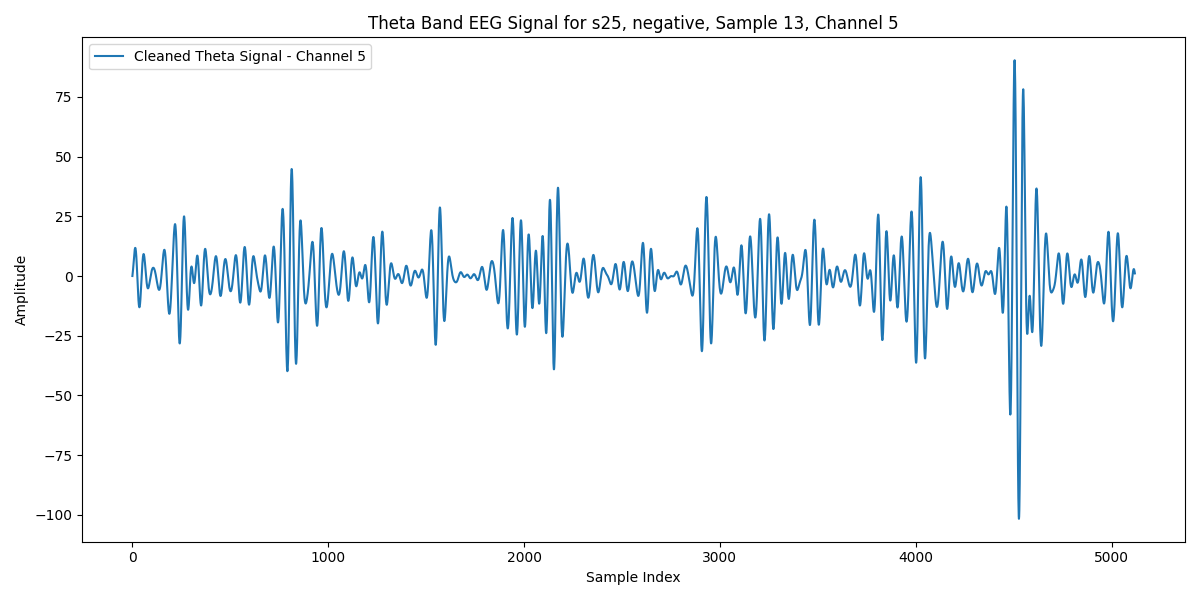 Theta Band EEG Signal for s25, negative, Sample 13, Channel 5
Cleaned Theta Signal - Channel 5
Amplitude
75
50
25
0
−25
−50
−75
−100
0 1000 2000 3000 4000 5000
Sample Index